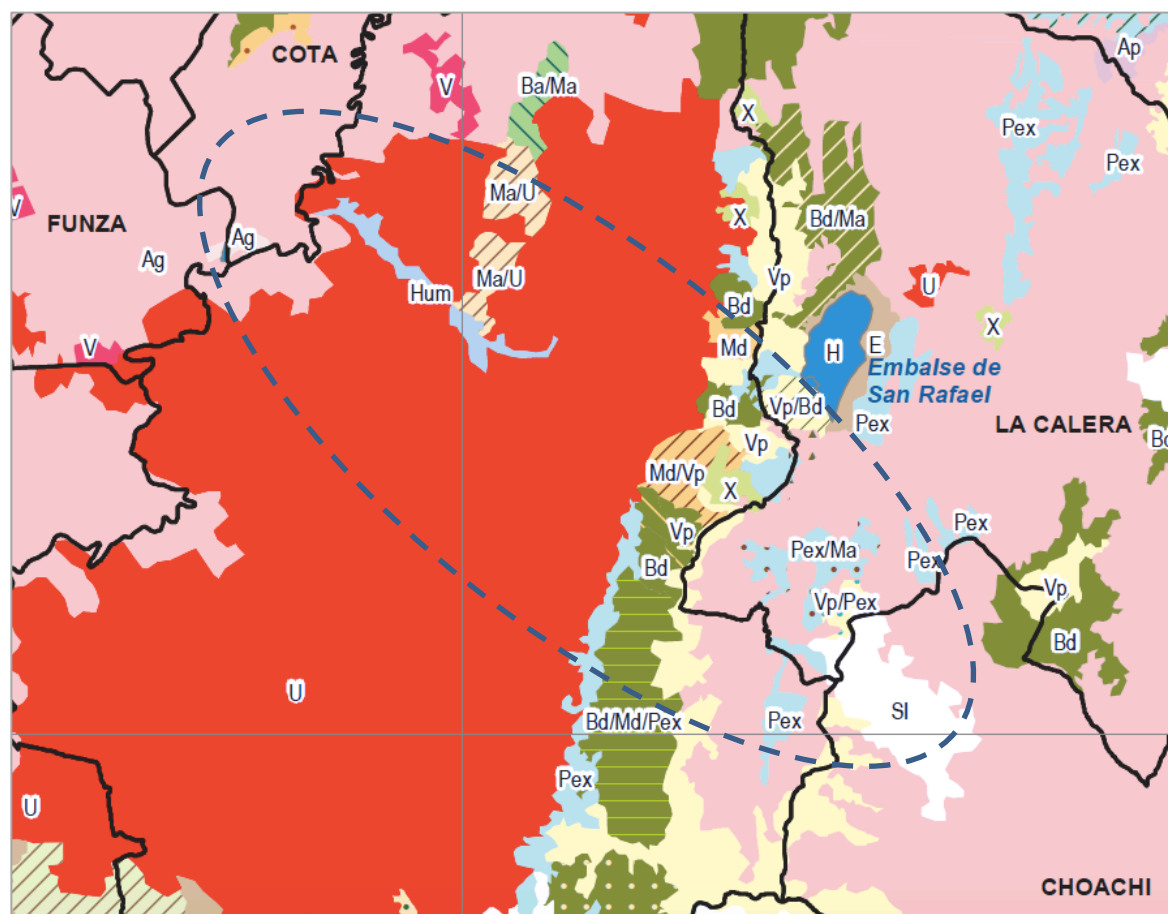 COTA
V
Ba/Ma
X
Ap
Pex
Pex
V
FUNZA
Ag
Ag
Ma/U
Ma/U
Hum
X
Bd/Ma
Vp
Bd
Md
U
X
V
H
E
Embalse de
San Rafael
Bd
Vp/Bd
Pex
LA CALERA
Vp
Bd
Md/Vp
X
Vp
Bd
Pex/Ma
Pex
Pex
Vp/Pex
Vp
Bd
U
Bd/Md/Pex
Pex
SI
Pex
U
CHOACHI